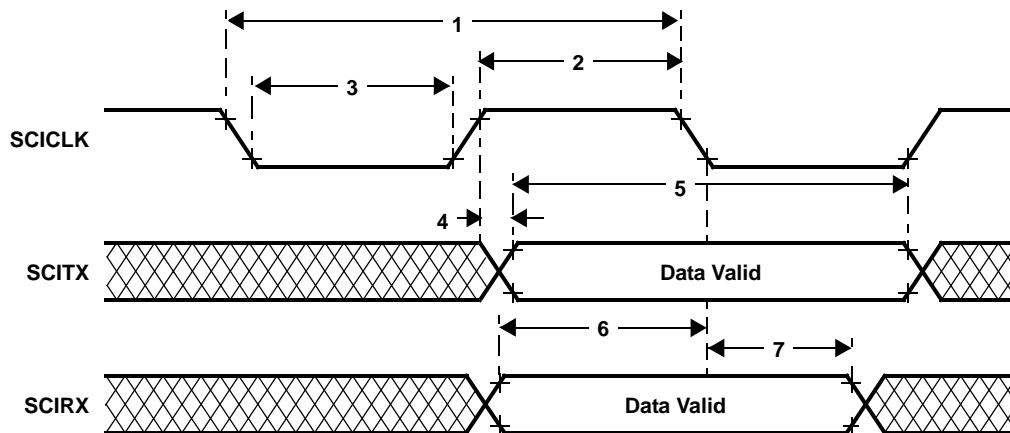 1
2
3
SCICLK
5
4
SCITX
Data Valid
6
7
SCIRX
Data Valid